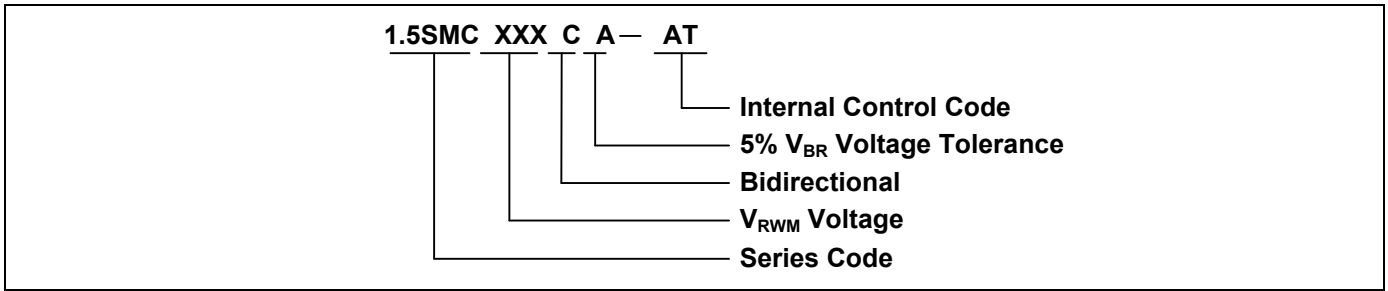 1.5SMC XXX C A — AT
Internal Control Code
5% VBR Voltage Tolerance
Bidirectional
VRWM Voltage
Series Code